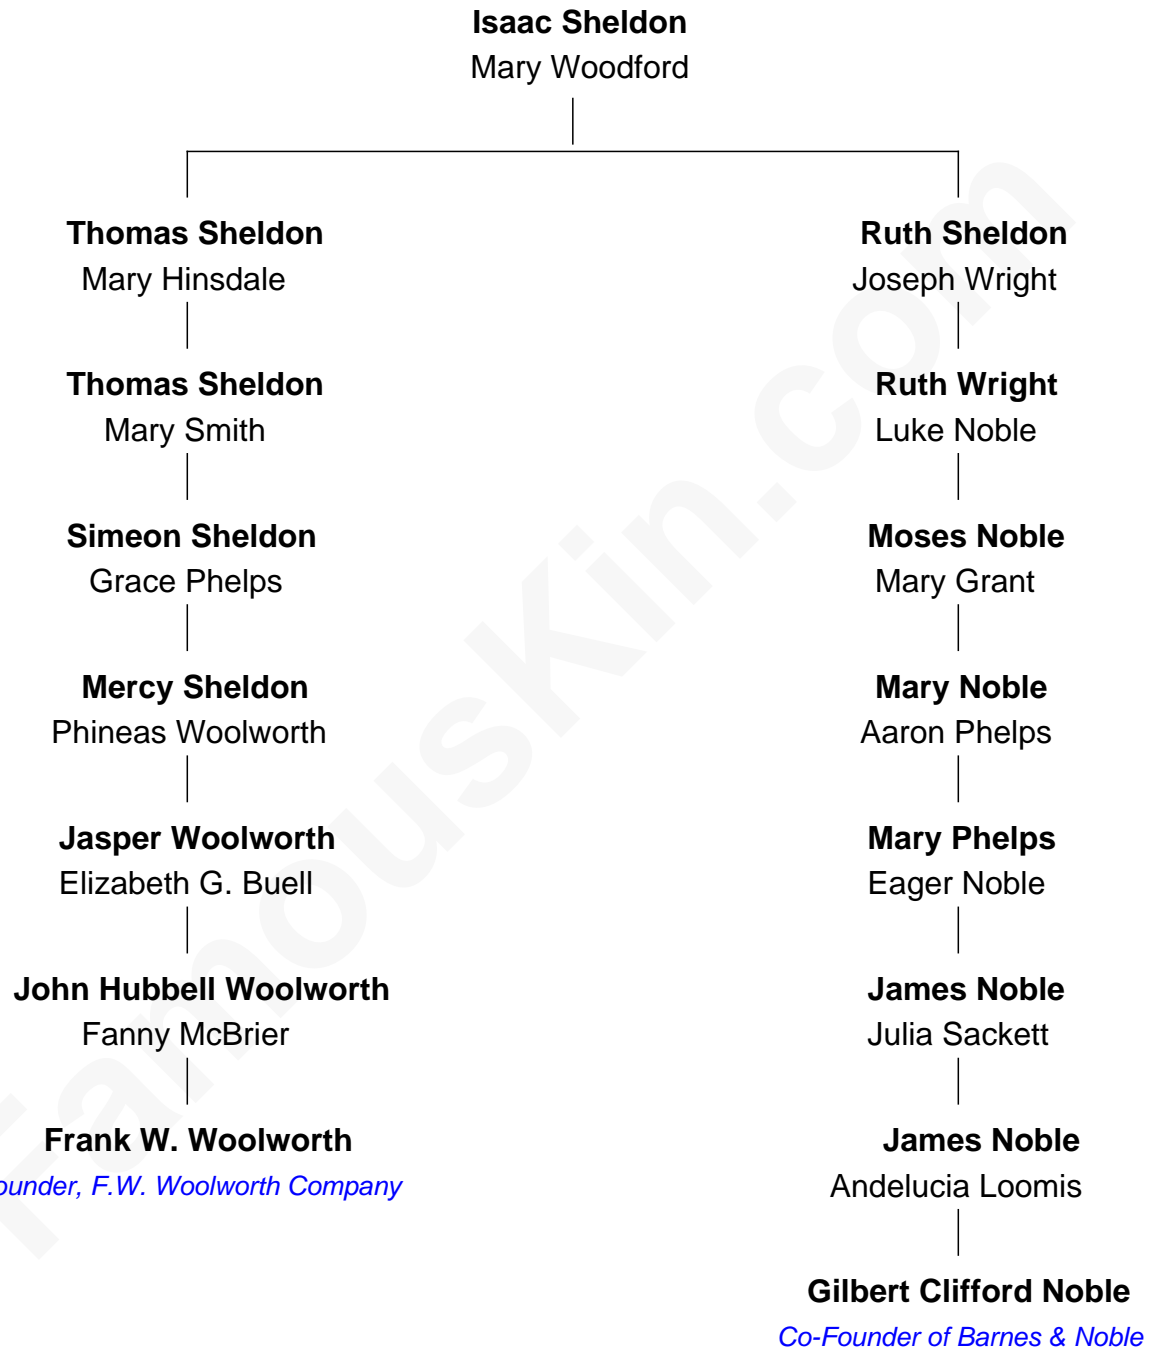 Isaac Sheldon
Mary Woodford
Thomas Sheldon
Mary Hinsdale
Ruth Sheldon
Joseph Wright
Thomas Sheldon
Mary Smith
Ruth Wright
Luke Noble
Simeon Sheldon
Grace Phelps
Moses Noble
Mary Grant
Mercy Sheldon
Phineas Woolworth
Mary Noble
Aaron Phelps
Jasper Woolworth
Elizabeth G. Buell
Mary Phelps
Eager Noble
John Hubbell Woolworth
Fanny McBrier
James Noble
Julia Sackett
Frank W. Woolworth
ounder, F.W. Woolworth Company
James Noble
Andelucia Loomis
Gilbert Clifford Noble
Co-Founder of Barnes & Noble
FamousKin.com